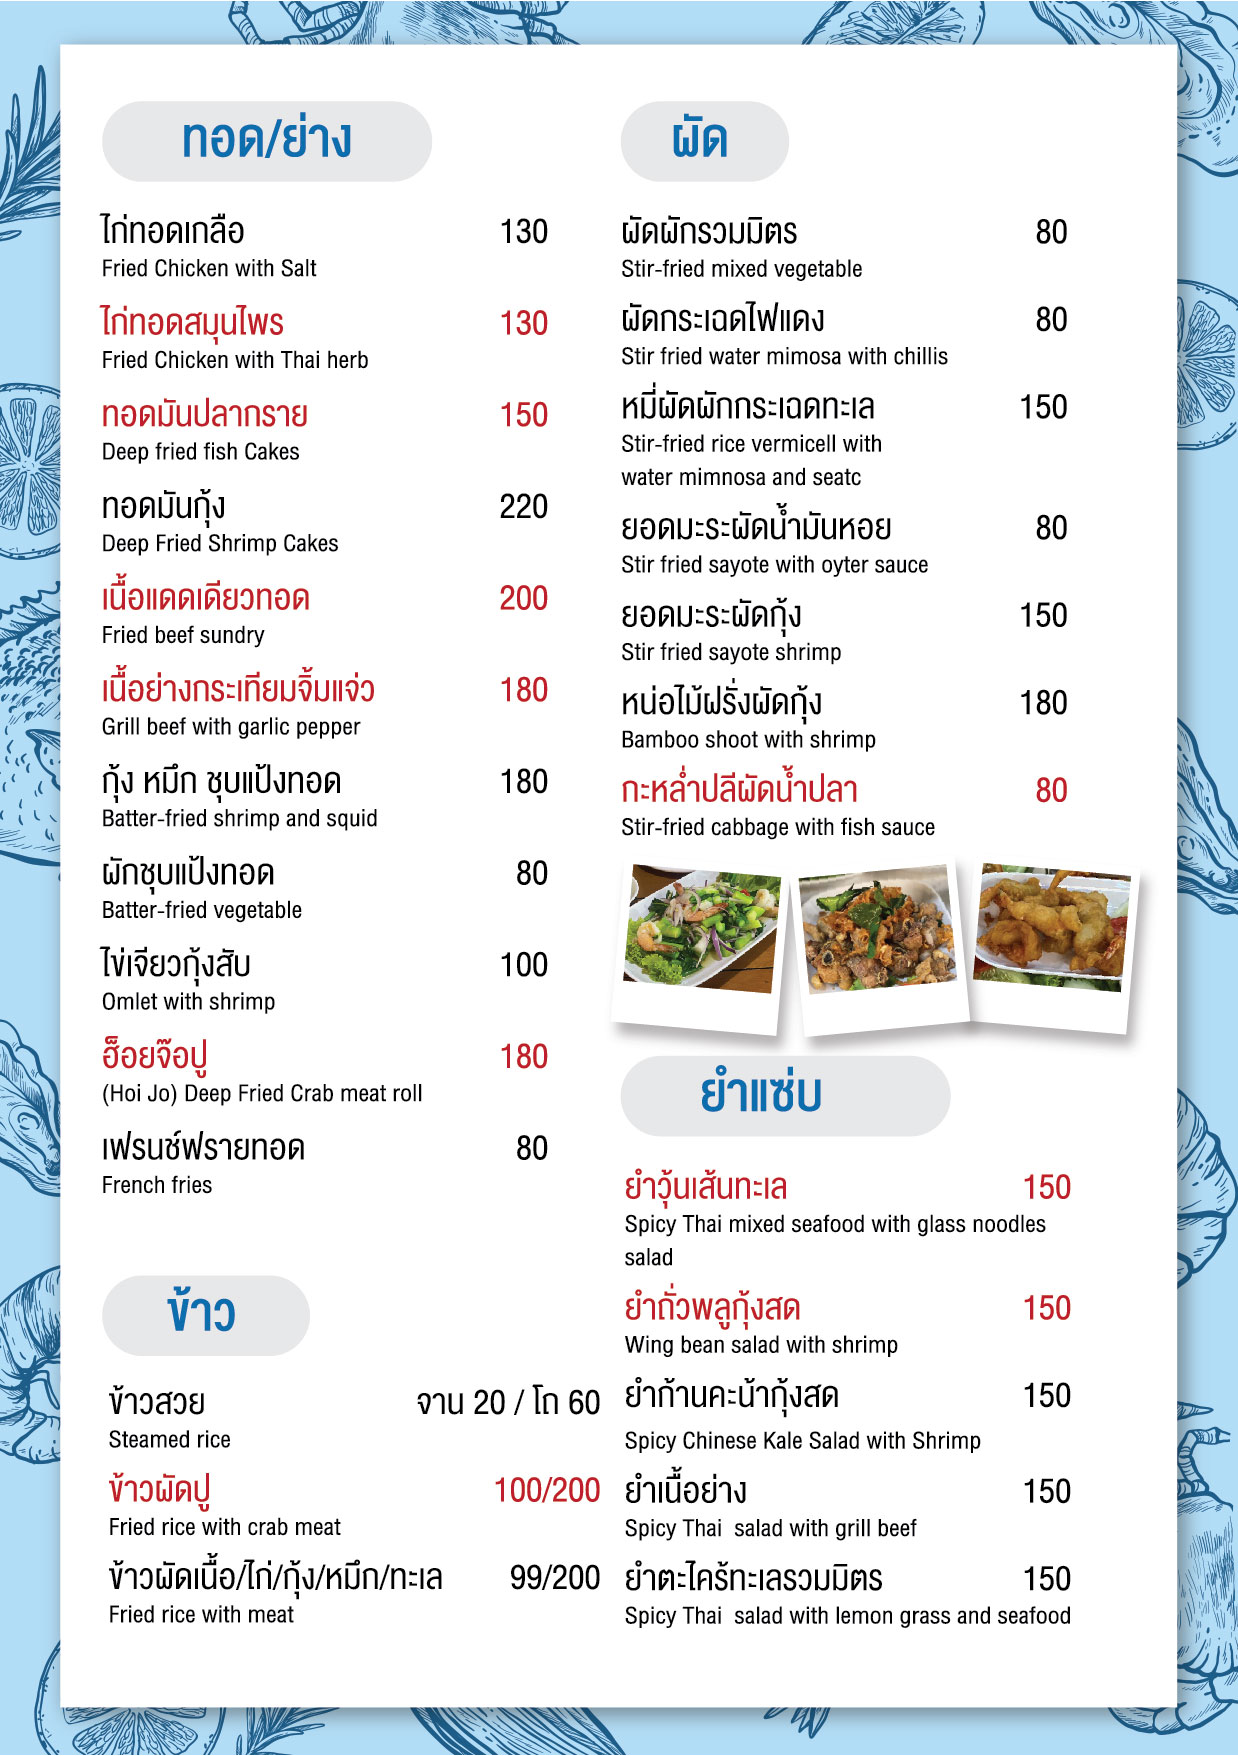 ทอด/ย่าง
ไก่ทอดเกลือ 130
Fried Chicken with Salt
ไก่ทอดสมุนไพร 130
Fried Chicken with Thai herb
ทอดมันปลากราย 150
Deep fried fish Cakes
ทอดมันกุ้ง 220
Deep Fried Shrimp Cakes
เนื้อแดดเดียวทอด 200
Fried beef sundry
เนื้อย่างกระเทียมจิ้มแจ่ว 180
Grill beef with garlic pepper
กุ้ง หมึก ชุบแป้งทอด 180
Batter-fried shrimp and squid
ผักชุบแป้งทอด 80
Batter-fried vegetable
ไข่เจียวกุ้งสับ 100
Omlet with shrimp
ฮ็อยจ๊อปู 180
(Hoi Jo) Deep Fried Crab meat roll
เฟรนช์ฟรายทอด 80
French fries
ข้าว
ข้าวสวย จาน 20 / โถ 60
Steamed rice
ข้าวผัดปู 100/200
Fried rice with crab meat
ข้าวผัดเนื้อ/ไก่/กุ้ง/หมึก/ทะเล 99/200
Fried rice with meat
ผัด
ผัดผักรวมมิตร 80
Stir-fried mixed vegetable
ผัดกระเฉดไฟแดง 80
Stir fried water mimosa with chillis
หมี่ผัดผักกระเฉดทะเล 150
Stir-fried rice vermicell with
water mimnosa and seatc
ยอดมะระผัดน้ำมันหอย 80
Stir fried sayote with oyter sauce
ยอดมะระผัดกุ้ง 150
Stir fried sayote shrimp
หน่อไม้ฝรั่งผัดกุ้ง 180
Bamboo shoot with shrimp
กะหล่ำปลีผัดน้ำปลา 80
Stir-fried cabbage with fish sauce
ยำแซ่บ
ยำวุ้นเส้นทะเล 150
Spicy Thai mixed seafood with glass noodles
salad
ยำถั่วพลูกุ้งสด 150
Wing bean salad with shrimp
ยำก้านคะน้ากุ้งสด 150
Spicy Chinese Kale Salad with Shrimp
ยำเนื้อย่าง 150
Spicy Thai  salad with grill beef
ยำตะไคร้ทะเลรวมมิตร 150
Spicy Thai  salad with lemon grass and seafood